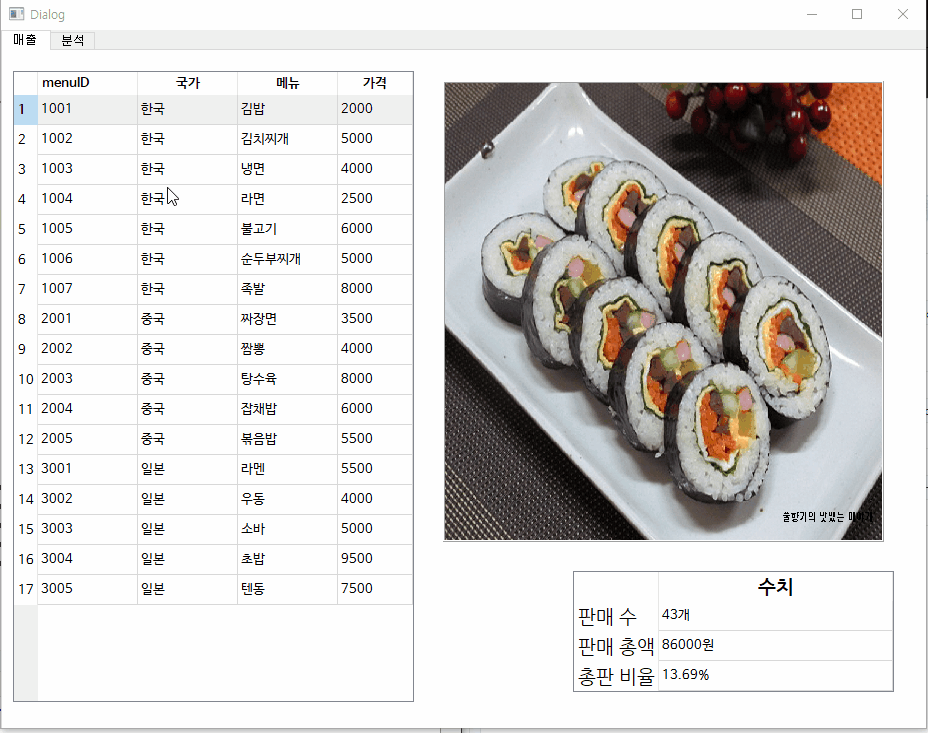 Dialog
매출 분석
menuID 국가 메뉴 가격
1 1001 한국 김밥 2000
2 1002 한국 김치찌개 5000
3 1003 한국 냉면 4000
4 1004 한국 라면 2500
5 1005 한국 불고기 6000
6 1006 한국 순두부찌개 5000
7 1007 한국 족발 8000
8 2001 중국 짜장면 3500
9 2002 중국 짬뽕 4000
10 2003 중국 탕수육 8000
11 2004 중국 잡채밥 6000
12 2005 중국 볶음밥 5500
13 3001 일본 라멘 5500
14 3002 일본 우동 4000
15 3003 일본 소바 5000
16 3004 일본 초밥 9500
17 3005 일본 텐동 7500
맛있는
수치
판매 수 43개
판매 총액 86000원
총판 비율 13.69%